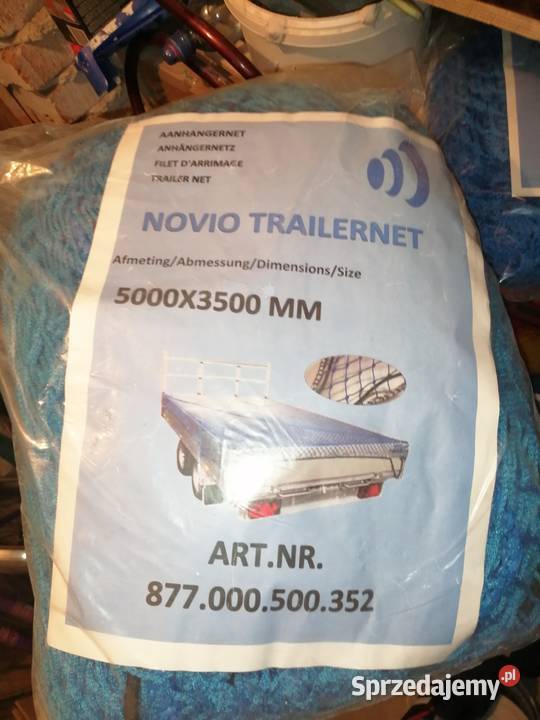 AANHANGERNET
ANHÄNGERNETZ
FILET D'ARRIMAGE
TRAILER NET
NOVIO TRAILERNET
Afmeting/Abmessung/Dimensions/Size
5000X3500 MM
ART.NR.
877.000.500.352
Sprzedajemy.pl